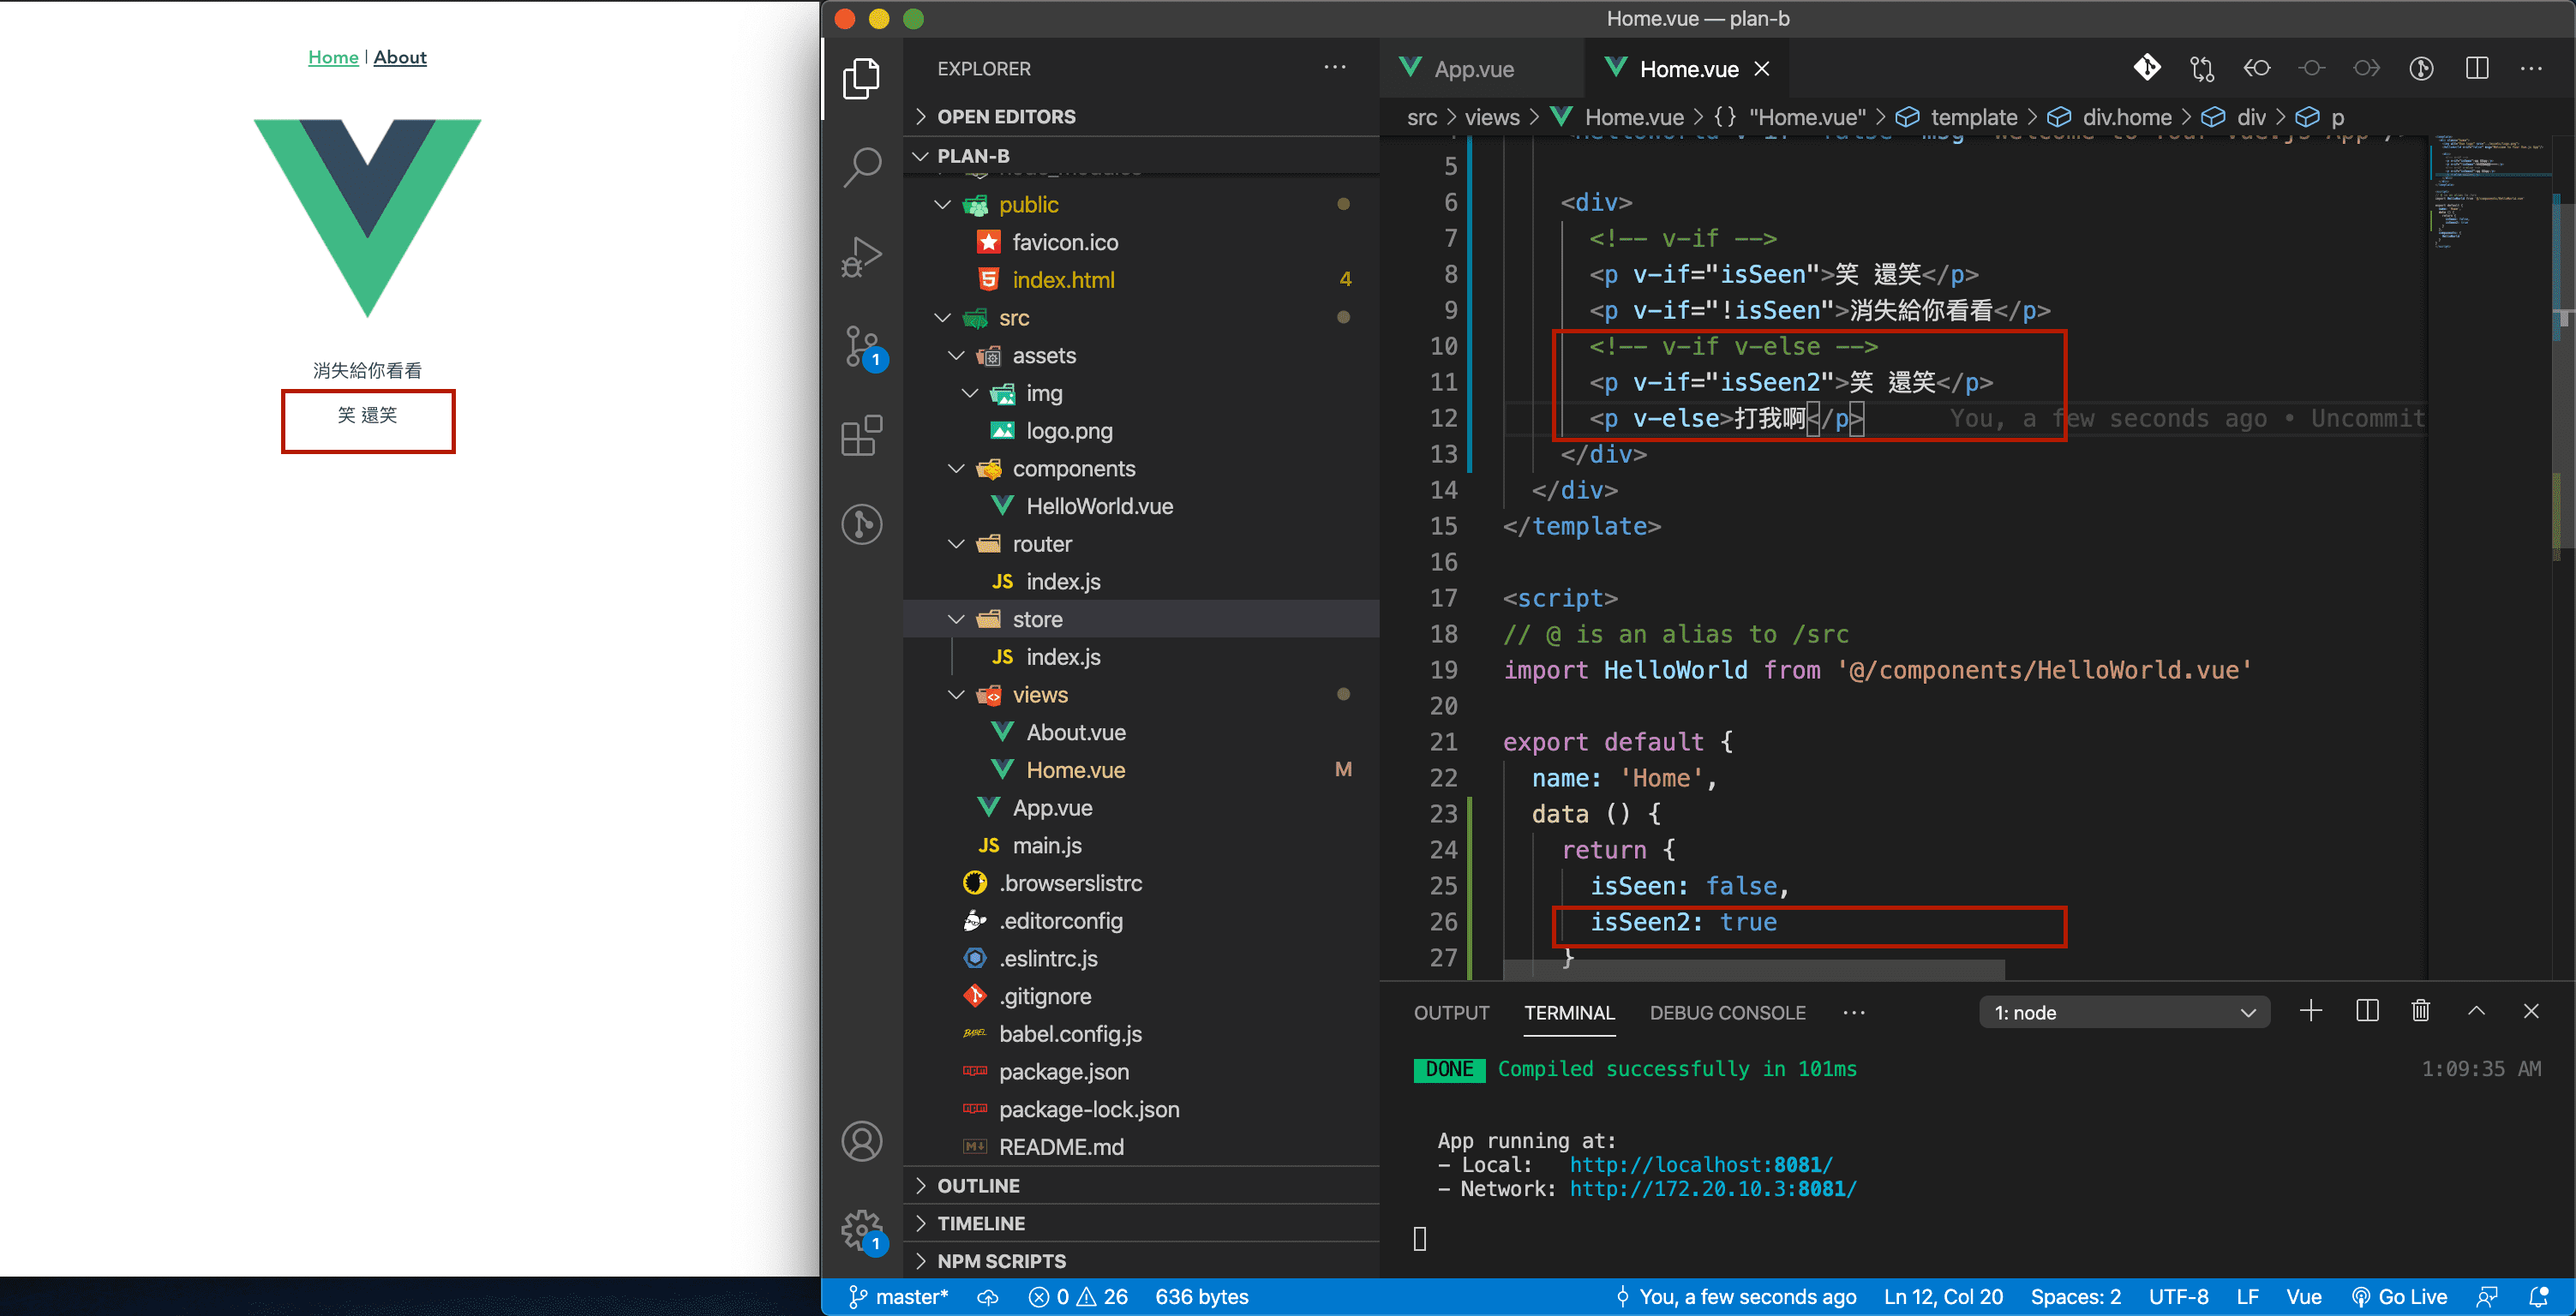 Home | About
消失給你看看
笑 還笑
Home.vue — plan-b
EXPLORER
OPEN EDITORS
PLAN-B
node_modules
public
favicon.ico
index.html 4
src
assets
img
logo.png
components
HelloWorld.vue
router
JS index.js
store
JS index.js
views
About.vue
Home.vue M
App.vue
JS main.js
.browserslistrc
.editorconfig
.eslintrc.js
.gitignore
BABEL babel.config.js
package.json
package-lock.json
README.md
OUTLINE
TIMELINE
NPM SCRIPTS
1
1
App.vue
Home.vue
src > views > Home.vue > {} "Home.vue" > template > div.home > div > p
5
6 <div>
7 <!-- v-if -->
8 <p v-if="isSeen">笑 還笑</p>
9 <p v-if="!isSeen">消失給你看看</p>
10 <!-- v-if v-else -->
11 <p v-if="isSeen2">笑 還笑</p>
12 <p v-else>打我啊</p> You, a few seconds ago • Uncommit
13 </div>
14 </div>
15 </template>
16
17 <script>
18 // @ is an alias to /src
19 import HelloWorld from '@/components/HelloWorld.vue'
20
21 export default {
22 name: 'Home',
23 data () {
24 return {
25 isSeen: false,
26 isSeen2: true
27 }
OUTPUT TERMINAL DEBUG CONSOLE ··· 1: node
DONE Compiled successfully in 101ms 1:09:35 AM
App running at:
- Local: http://localhost:8081/
- Network: http://172.20.10.3:8081/
master* 0 26 636 bytes You, a few seconds ago Ln 12, Col 20 Spaces: 2 UTF-8 LF Vue Go Live